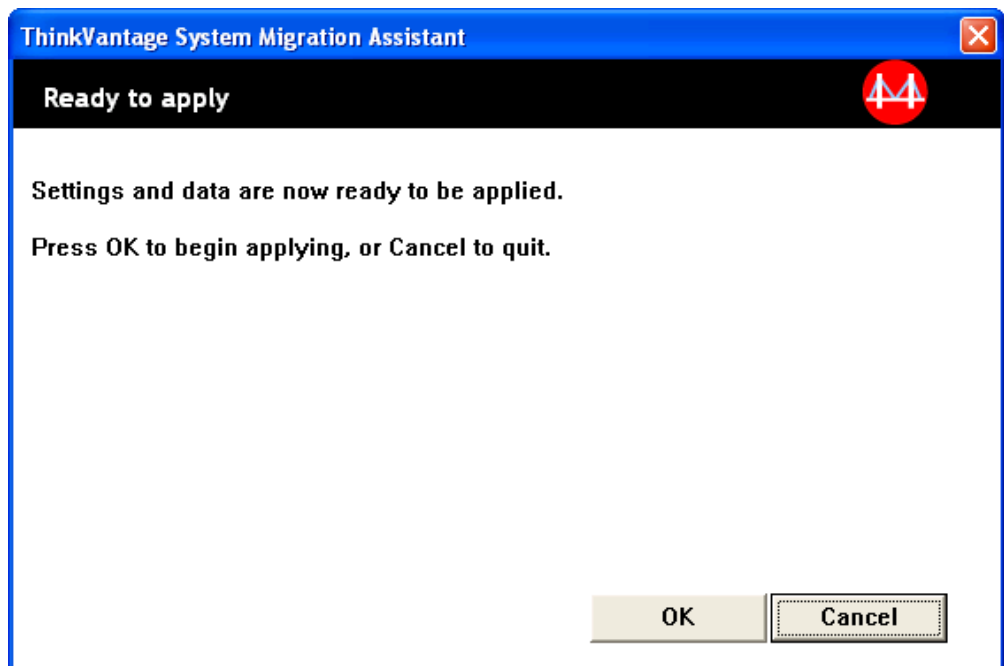 ThinkVantage System Migration Assistant
Ready to apply
Settings and data are now ready to be applied.
Press OK to begin applying, or Cancel to quit.
OK Cancel